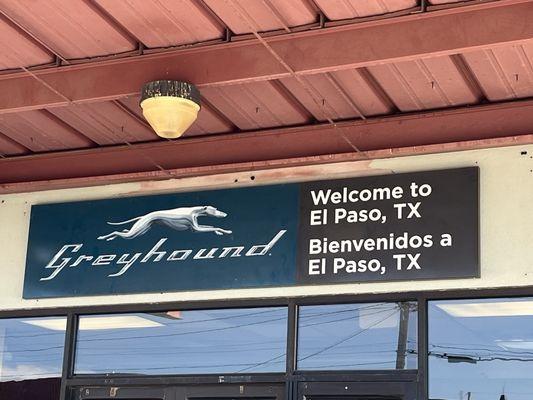 Greyhound
Welcome to
El Paso, TX
Bienvenidos a
El Paso, TX